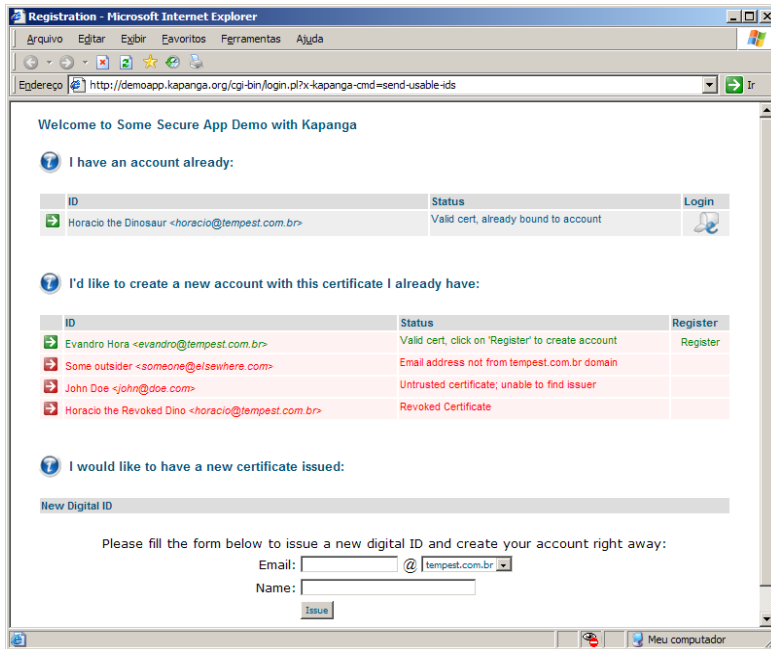 Registration - Microsoft Internet Explorer
Arquivo Editar Exibir Favoritos Ferramentas Ajuda
Endereço http://demoapp.kapanga.org/cgi-bin/login.pl?x-kapanga-cmd=send-usable-ids Ir
Welcome to Some Secure App Demo with Kapanga
I have an account already:
ID Status Login
Horacio the Dinosaur <horacio@tempest.com.br> Valid cert, already bound to account
I'd like to create a new account with this certificate I already have:
ID Status Register
Evandro Hora <evandro@tempest.com.br> Valid cert, click on 'Register' to create account Register
Some outsider <someone@elsewhere.com> Email address not from tempest.com.br domain
John Doe <john@doe.com> Untrusted certificate; unable to find issuer
Horacio the Revoked Dino <horacio@tempest.com.br> Revoked Certificate
I would like to have a new certificate issued:
New Digital ID
Please fill the form below to issue a new digital ID and create your account right away:
Email: @ tempest.com.br
Name:
Issue
Meu computador